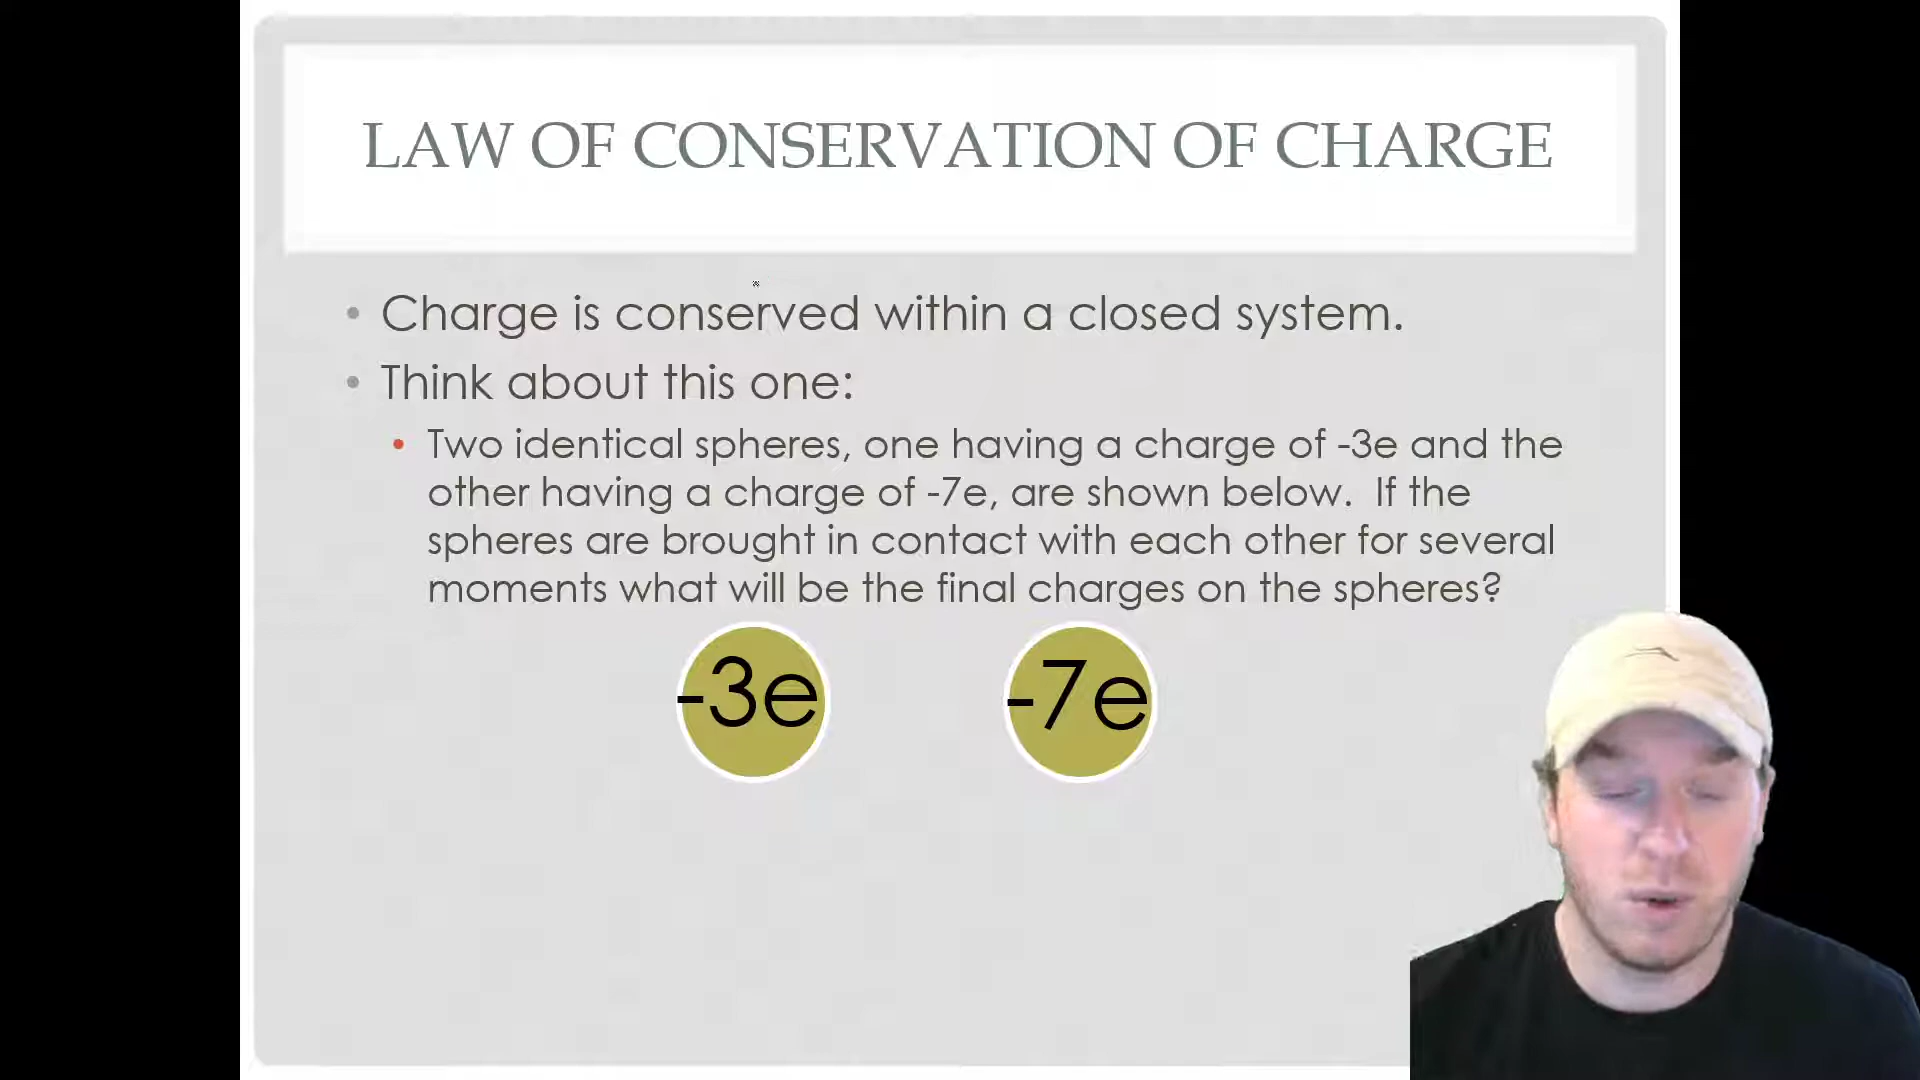 LAW OF CONSERVATION OF CHARGE
• Charge is conserved within a closed system.
• Think about this one:
• Two identical spheres, one having a charge of -3e and the
other having a charge of -7e, are shown below.  If the
spheres are brought in contact with each other for several
moments what will be the final charges on the spheres?
-3e
-7e